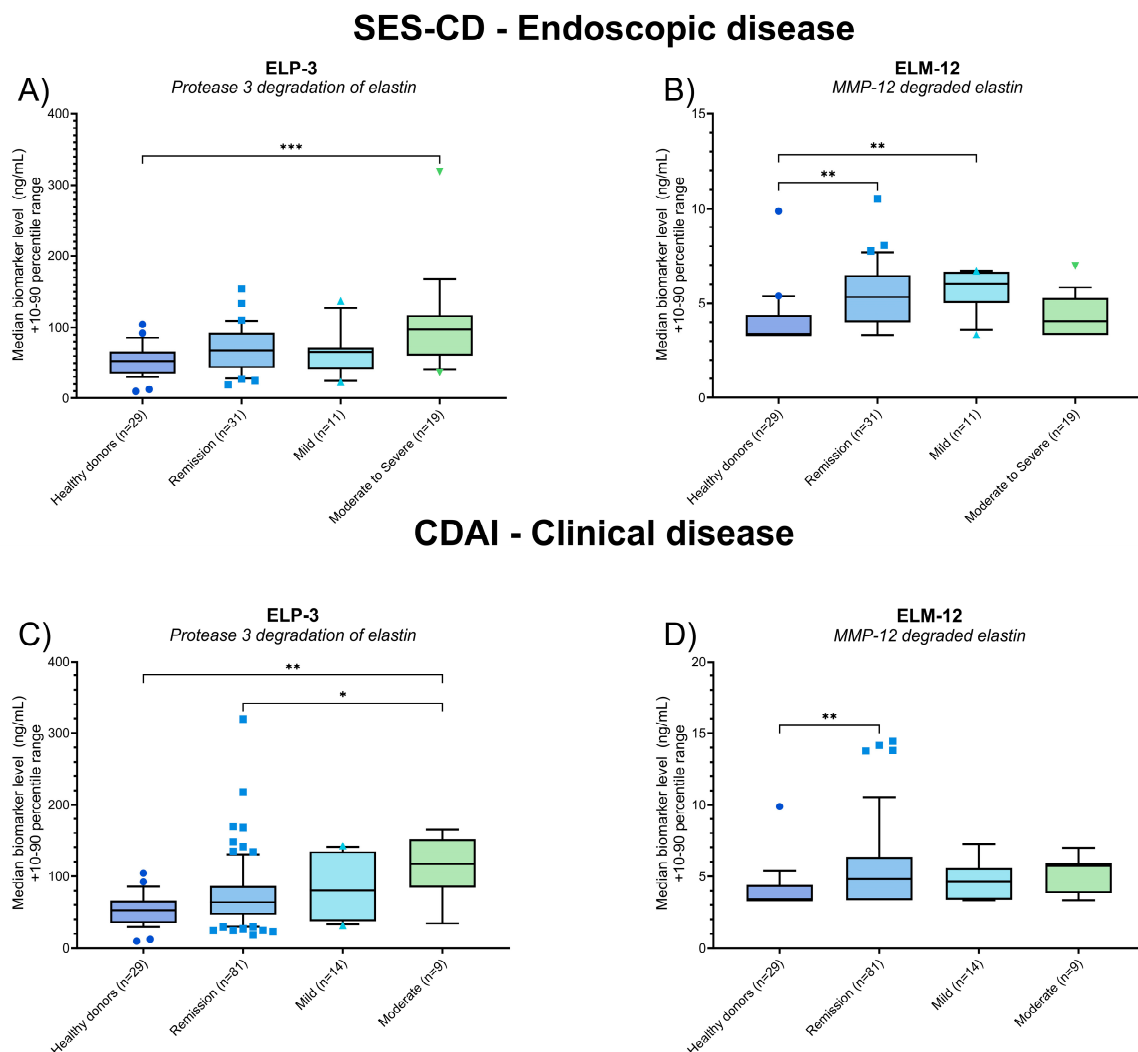 SES-CD - Endoscopic disease
A)
ELP-3
Protease 3 degradation of elastin
Median biomarker level (ng/mL)
+10-90 percentile range
400
300
200
100
0
***
Healthy donors (n=29)
Remission (n=31)
Mild (n=11)
Moderate to Severe (n=19)
B)
ELM-12
MMP-12 degraded elastin
Median biomarker level (ng/mL)
+10-90 percentile range
15
10
5
0
**
**
Healthy donors (n=29)
Remission (n=31)
Mild (n=11)
Moderate to Severe (n=19)
CDAI - Clinical disease
C)
ELP-3
Protease 3 degradation of elastin
Median biomarker level (ng/mL)
+10-90 percentile range
400
300
200
100
0
**
*
Healthy donors (n=29)
Remission (n=81)
Mild (n=14)
Moderate (n=9)
D)
ELM-12
MMP-12 degraded elastin
Median biomarker level (ng/mL)
+10-90 percentile range
20
15
10
5
0
**
Healthy donors (n=29)
Remission (n=81)
Mild (n=14)
Moderate (n=9)